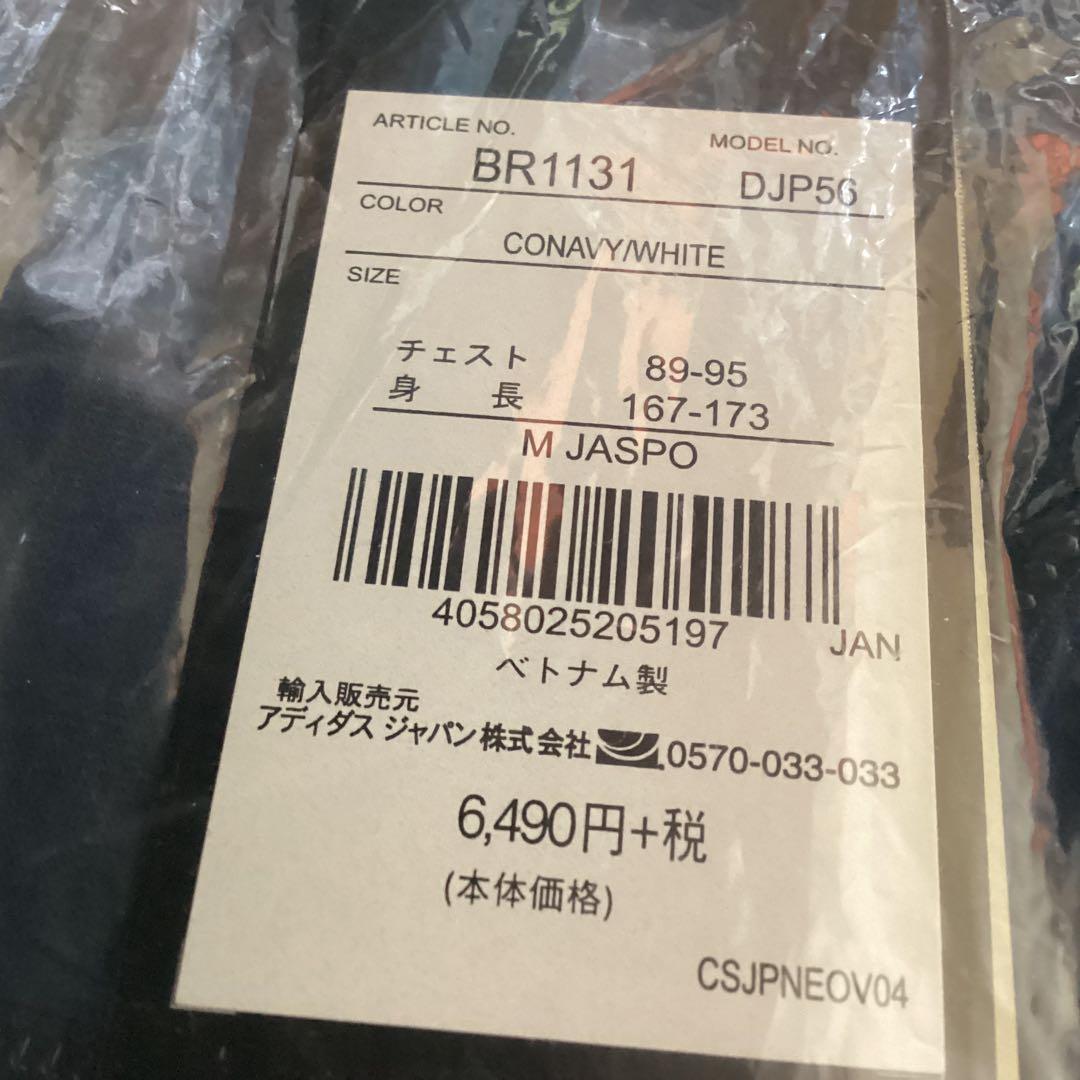 ARTICLE NO. MODEL NO.
BR1131 DJP56
COLOR
CONAVY/WHITE
SIZE
チェスト 89-95
身長 167-173
M JASPO
4058025205197 JAN
ベトナム製
輸入販売元
アディダス ジャパン株式会社 0570-033-033
6,490円+税
(本体価格)
CSJPNEOV04